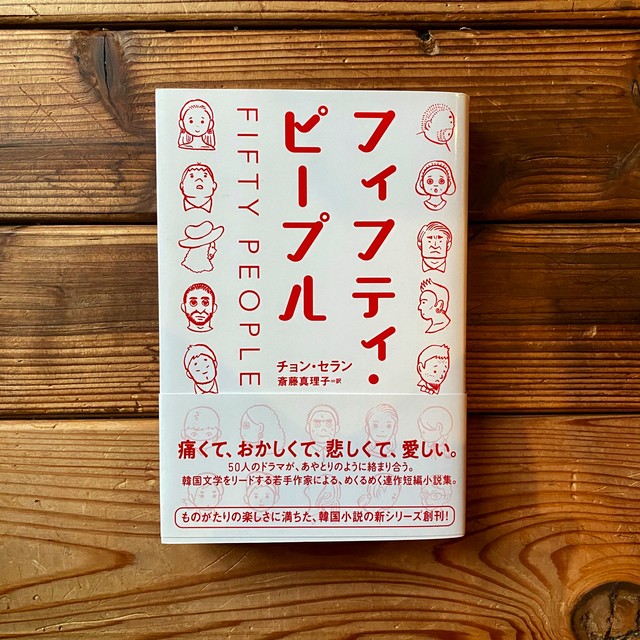 フィフティ・
ピープル
FIFTY PEOPLE
チョン・セラン
斎藤真理子=訳
痛くて、おかしくて、悲しくて、愛しい。
50人のドラマが、あやとりのように絡まり合う。
韓国文学をリードする若手作家による、めくるめく連作短編小説集。
ものがたりの楽しさに満ちた、韓国小説の新シリーズ創刊!